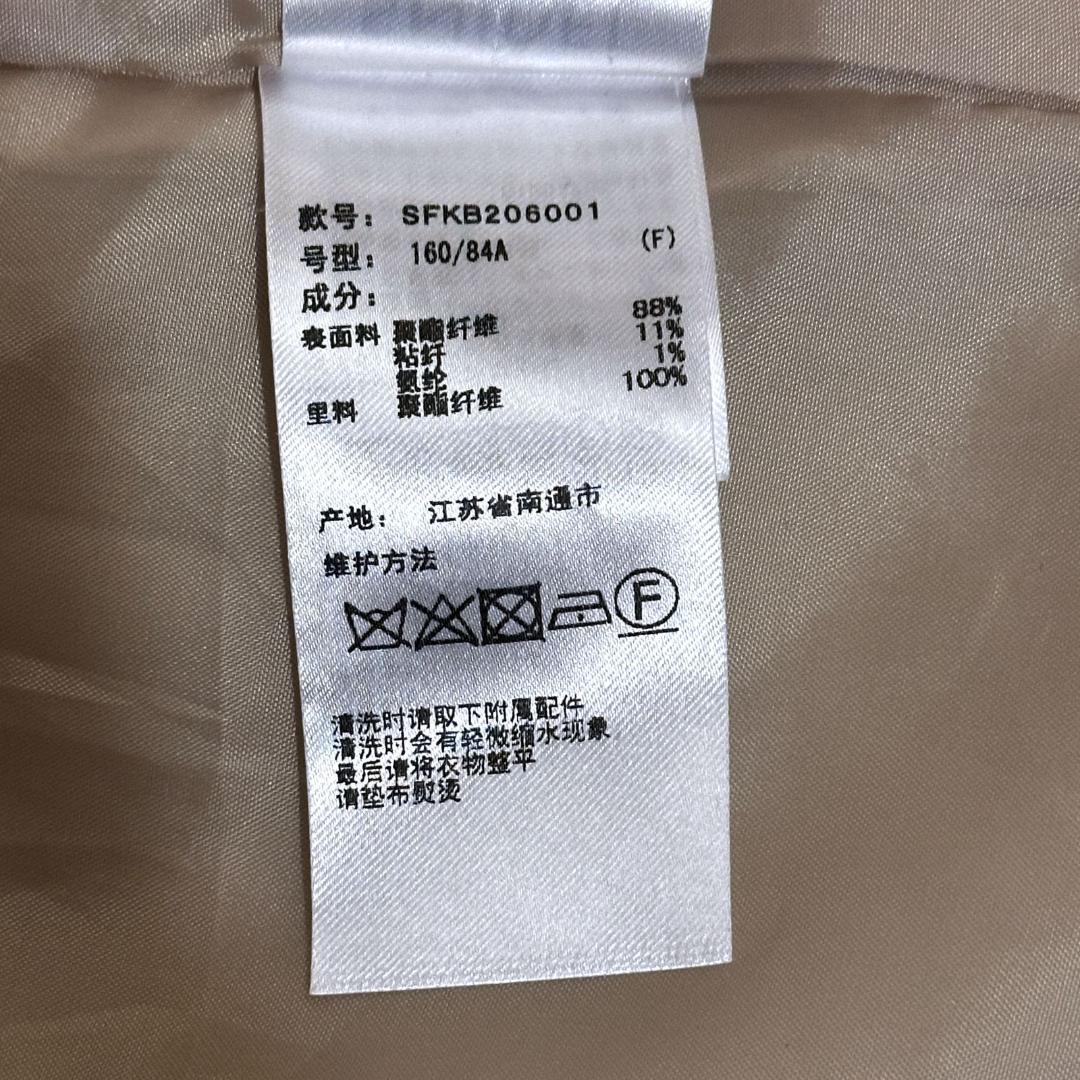 款号： SFKB206001
号型： 160/84A （F）
成分：
表面料 聚酯纤维 88%
粘纤 11%
氨纶 1%
里料 聚酯纤维 100%
产地： 江苏省南通市
维护方法
F
清洗时请取下附属配件
清洗时会有轻微缩水现象
最后请将衣物整平
请垫布熨烫